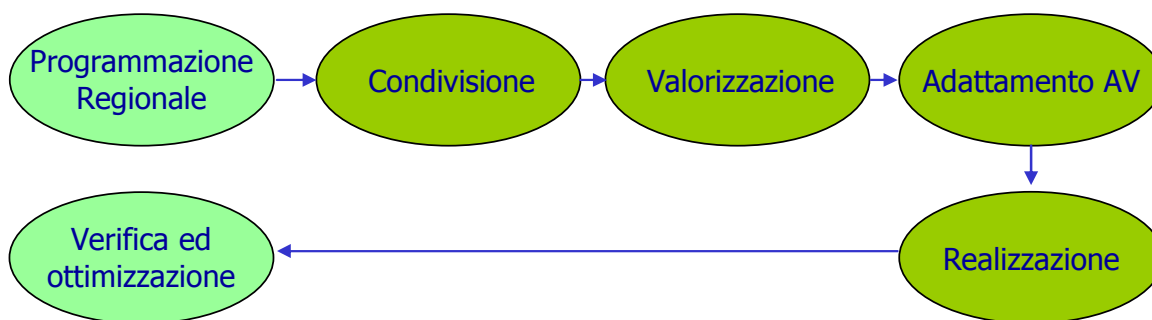 Programmazione
Regionale
Condivisione
Valorizzazione
Adattamento AV
Verifica ed
ottimizzazione
Realizzazione